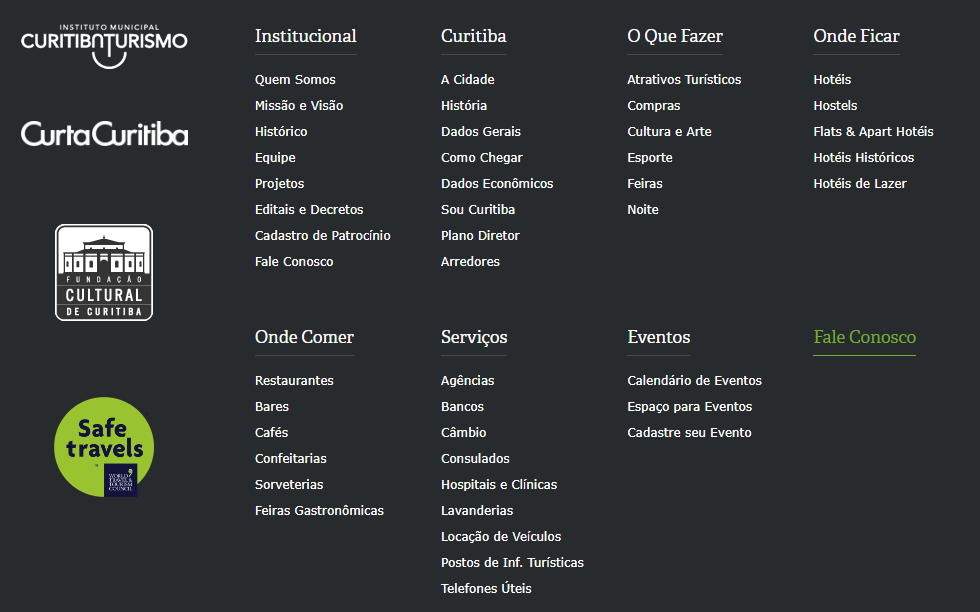 INSTITUTO MUNICIPAL
CURITIBA TURISMO
CurtaCuritiba
FUNDAÇÃO
CULTURAL
DE CURITIBA
Safe
travels
WORLD
TRAVEL &
TOURISM
COUNCIL
Institucional
Quem Somos
Missão e Visão
Histórico
Equipe
Projetos
Editais e Decretos
Cadastro de Patrocínio
Fale Conosco
Curitiba
A Cidade
História
Dados Gerais
Como Chegar
Dados Econômicos
Sou Curitiba
Plano Diretor
Arredores
O Que Fazer
Atrativos Turísticos
Compras
Cultura e Arte
Esporte
Feiras
Noite
Onde Ficar
Hotéis
Hostels
Flats & Apart Hotéis
Hotéis Históricos
Hotéis de Lazer
Onde Comer
Restaurantes
Bares
Cafés
Confeitarias
Sorveterias
Feiras Gastronômicas
Serviços
Agências
Bancos
Câmbio
Consulados
Hospitais e Clínicas
Lavanderias
Locação de Veículos
Postos de Inf. Turísticas
Telefones Úteis
Eventos
Calendário de Eventos
Espaço para Eventos
Cadastre seu Evento
Fale Conosco